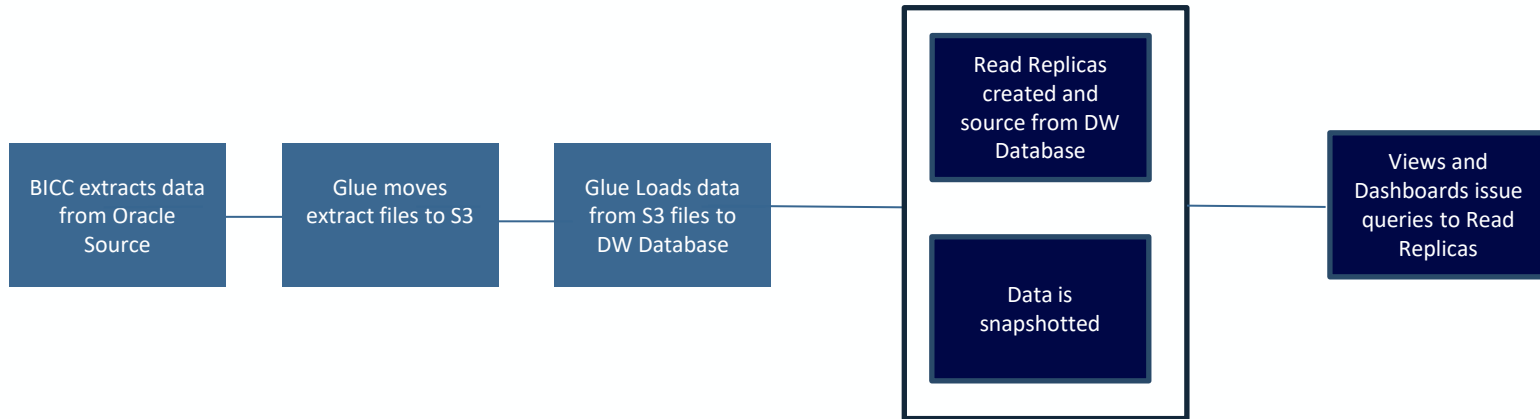 BICC extracts data
from Oracle
Source
Glue moves
extract files to S3
Glue Loads data
from S3 files to
DW Database
Read Replicas
created and
source from DW
Database
Data is
snapshotted
Views and
Dashboards issue
queries to Read
Replicas